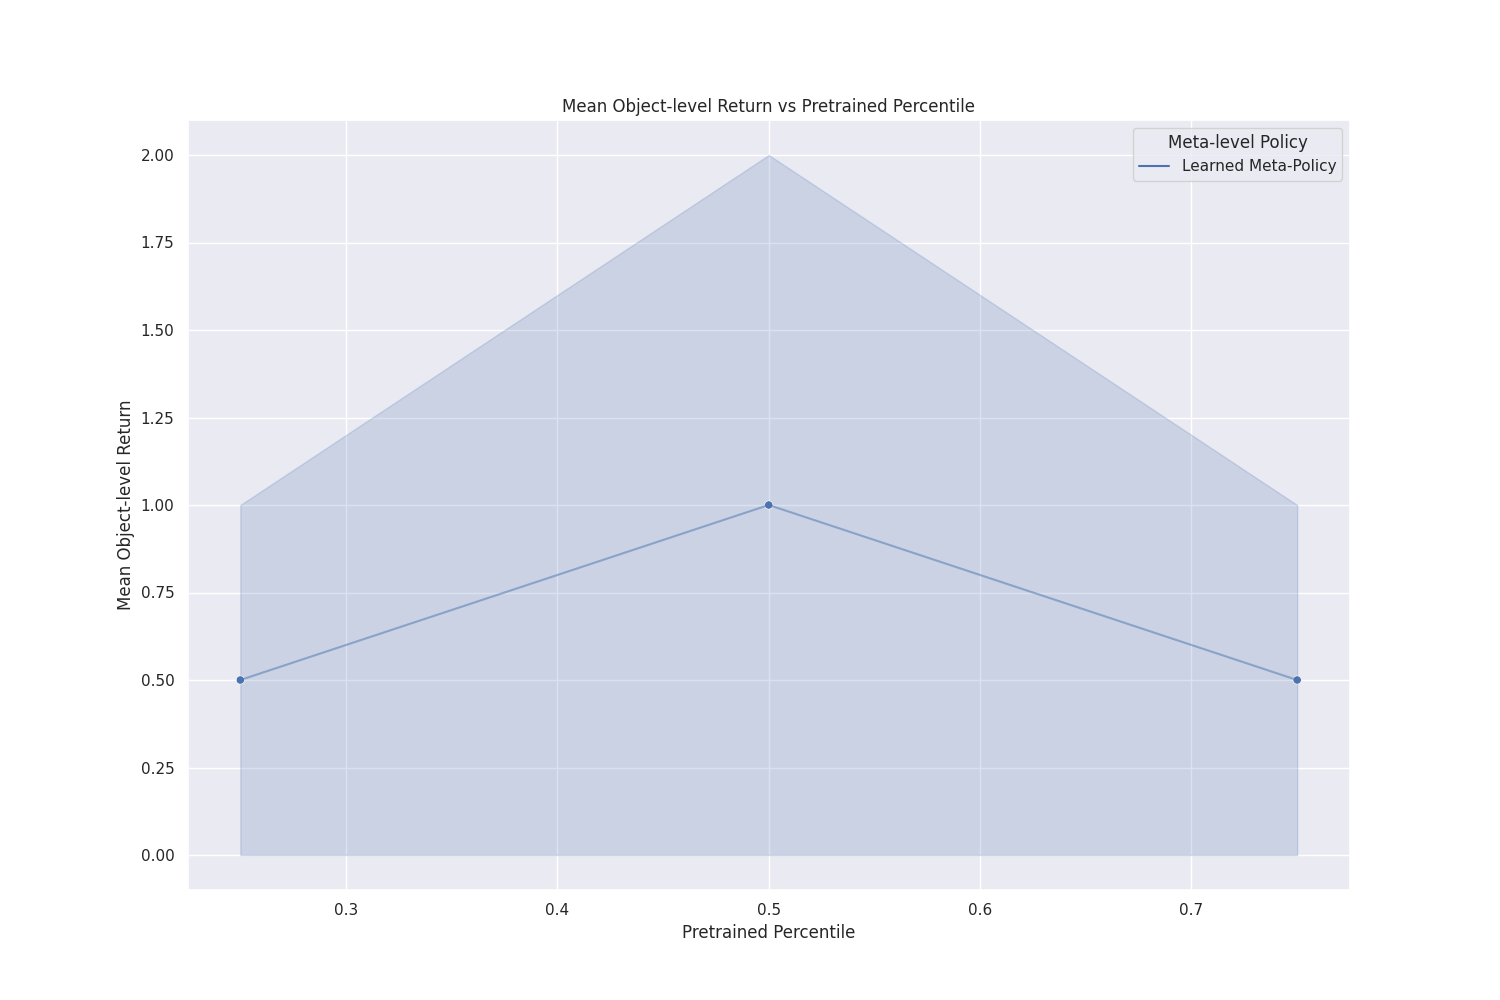 Mean Object-level Return vs Pretrained Percentile
Meta-level Policy
Learned Meta-Policy
Mean Object-level Return
2.00
1.75
1.50
1.25
1.00
0.75
0.50
0.25
0.00
0.3 0.4 0.5 0.6 0.7
Pretrained Percentile